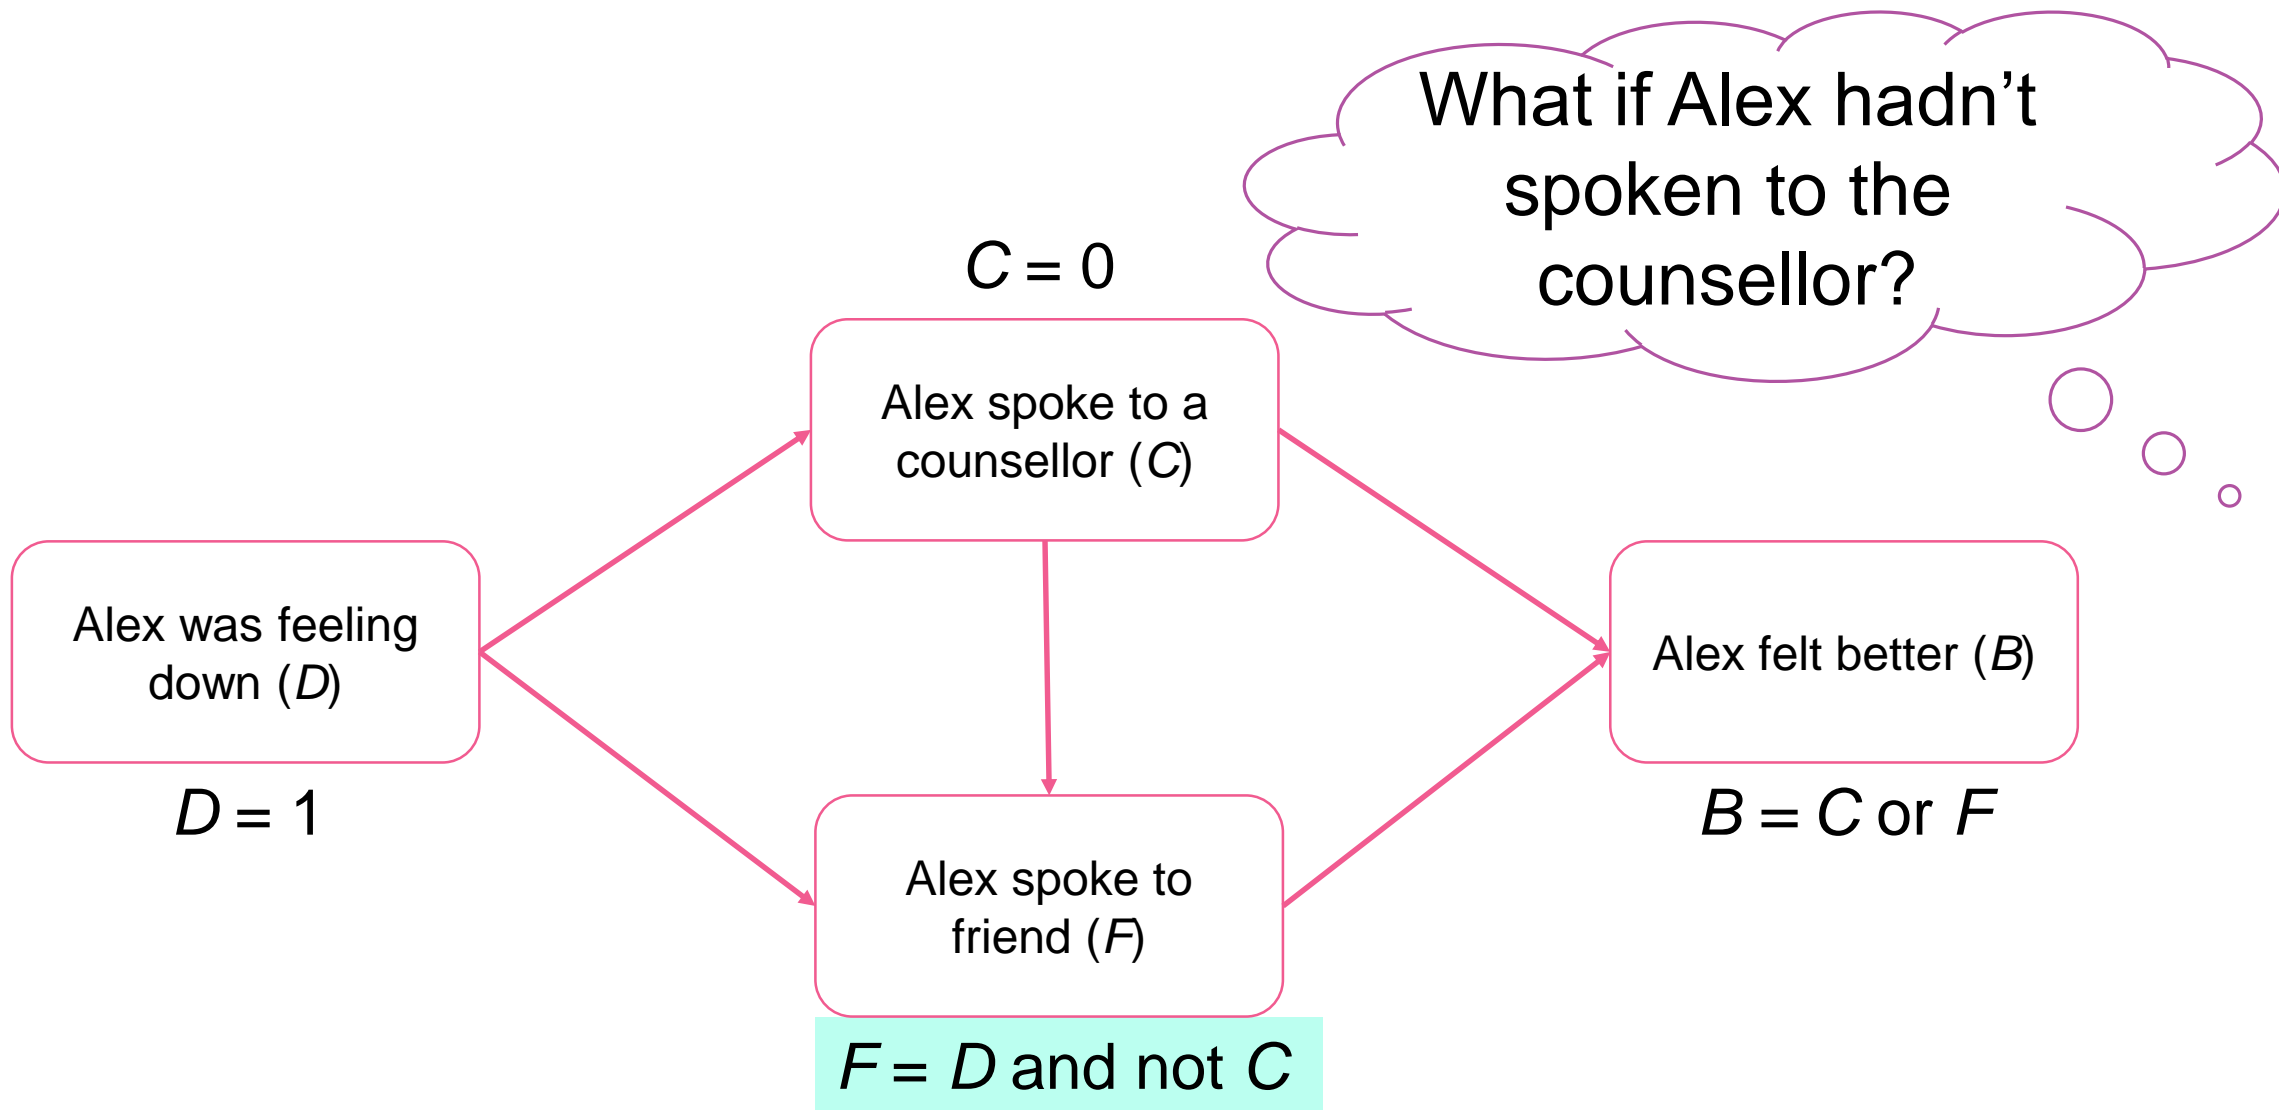 What if Alex hadn’t
spoken to the
counsellor?
C = 0
Alex spoke to a
counsellor (C)
Alex was feeling
down (D)
D = 1
Alex felt better (B)
B = C or F
Alex spoke to
friend (F)
F = D and not C